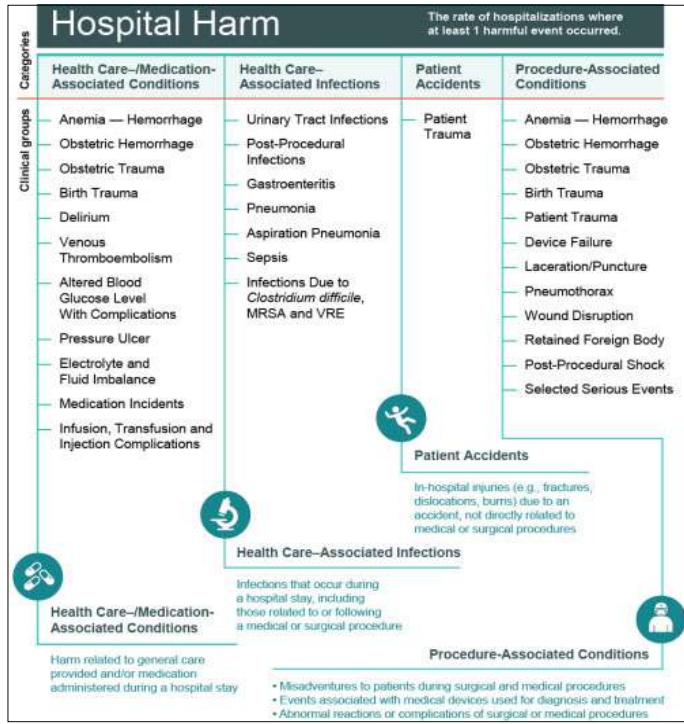 Hospital Harm
The rate of hospitalizations where
at least 1 harmful event occurred.
Categories
Health Care–/Medication-
Associated Conditions
Health Care–
Associated Infections
Patient
Accidents
Procedure-Associated
Conditions
Clinical groups
Anemia — Hemorrhage
Obstetric Hemorrhage
Obstetric Trauma
Birth Trauma
Delirium
Venous
Thromboembolism
Altered Blood
Glucose Level
With Complications
Pressure Ulcer
Electrolyte and
Fluid Imbalance
Medication Incidents
Infusion, Transfusion and
Injection Complications
Urinary Tract Infections
Post-Procedural
Infections
Gastroenteritis
Pneumonia
Aspiration Pneumonia
Sepsis
Infections Due to
Clostridium difficile,
MRSA and VRE
Patient
Trauma
Anemia — Hemorrhage
Obstetric Hemorrhage
Obstetric Trauma
Birth Trauma
Patient Trauma
Device Failure
Laceration/Puncture
Pneumothorax
Wound Disruption
Retained Foreign Body
Post-Procedural Shock
Selected Serious Events
Patient Accidents
In-hospital injuries (e.g., fractures,
dislocations, burns) due to an
accident, not directly related to
medical or surgical procedures
Health Care–Associated Infections
Infections that occur during
a hospital stay, including
those related to or following
a medical or surgical procedure
Health Care–/Medication-
Associated Conditions
Harm related to general care
provided and/or medication
administered during a hospital stay
Procedure-Associated Conditions
• Misadventures to patients during surgical and medical procedures
• Events associated with medical devices used for diagnosis and treatment
• Abnormal reactions or complications of surgical or medical procedures